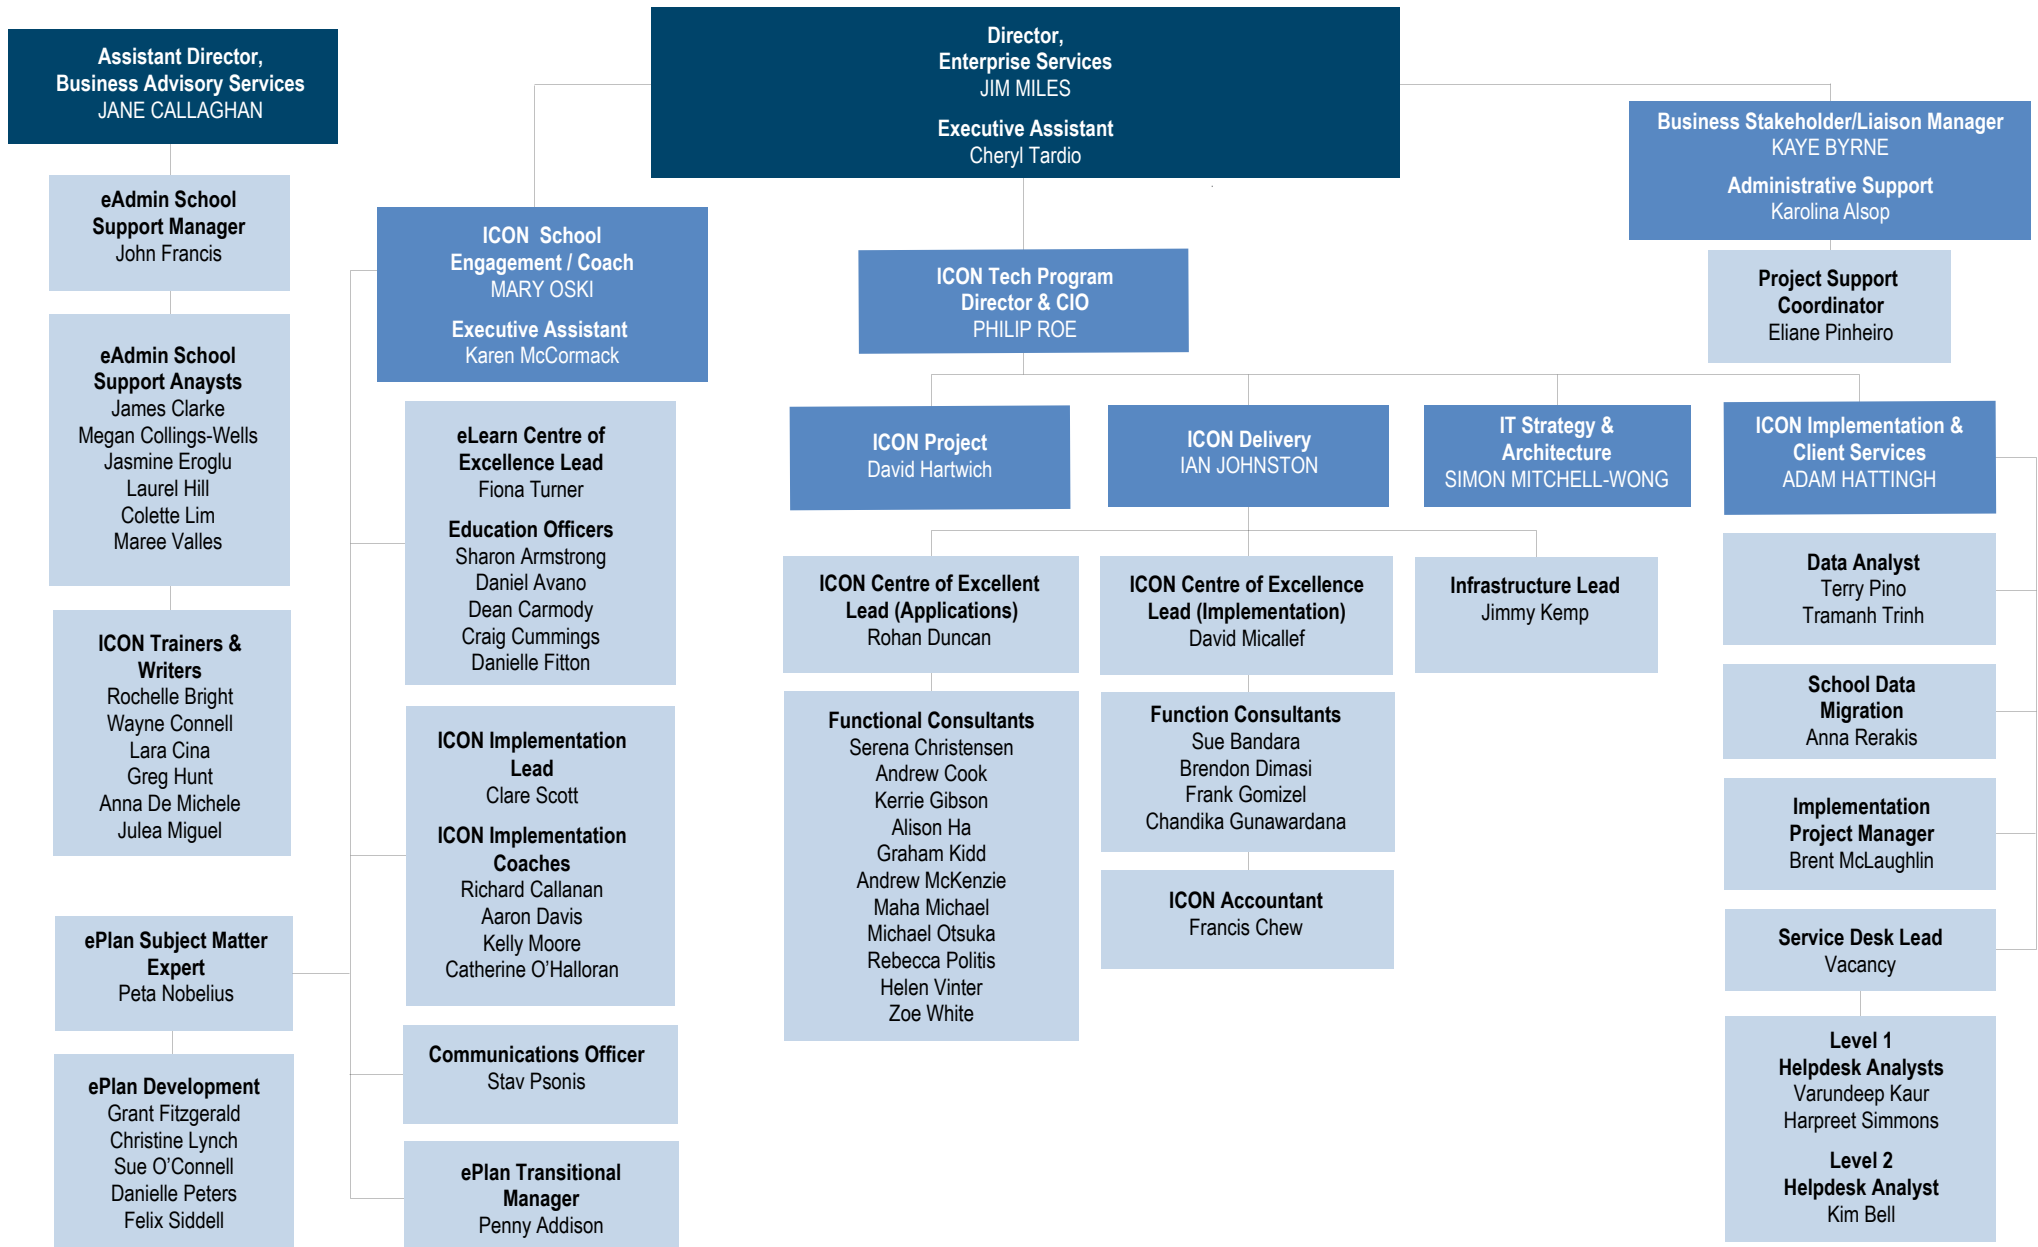 Assistant Director,
Business Advisory Services
JANE CALLAGHAN
eAdmin School
Support Manager
John Francis
eAdmin School
Support Anaysts
James Clarke
Megan Collings-Wells
Jasmine Eroglu
Laurel Hill
Colette Lim
Maree Valles
ICON Trainers &
Writers
Rochelle Bright
Wayne Connell
Lara Cina
Greg Hunt
Anna De Michele
Julea Miguel
ePlan Subject Matter
Expert
Peta Nobelius
ePlan Development
Grant Fitzgerald
Christine Lynch
Sue O'Connell
Danielle Peters
Felix Siddell
Director,
Enterprise Services
JIM MILES
Executive Assistant
Cheryl Tardio
ICON School
Engagement / Coach
MARY OSKI
Executive Assistant
Karen McCormack
eLearn Centre of
Excellence Lead
Fiona Turner
Education Officers
Sharon Armstrong
Daniel Avano
Dean Carmody
Craig Cummings
Danielle Fitton
ICON Implementation
Lead
Clare Scott
ICON Implementation
Coaches
Richard Callanan
Aaron Davis
Kelly Moore
Catherine O'Halloran
Communications Officer
Stav Psonis
ePlan Transitional
Manager
Penny Addison
ICON Tech Program
Director & CIO
PHILIP ROE
ICON Project
David Hartwich
ICON Delivery
IAN JOHNSTON
IT Strategy &
Architecture
SIMON MITCHELL-WONG
ICON Implementation &
Client Services
ADAM HATTINGH
ICON Centre of Excellent
Lead (Applications)
Rohan Duncan
Functional Consultants
Serena Christensen
Andrew Cook
Kerrie Gibson
Alison Ha
Graham Kidd
Andrew McKenzie
Maha Michael
Michael Otsuka
Rebecca Politis
Helen Vinter
Zoe White
ICON Centre of Excellence
Lead (Implementation)
David Micallef
Function Consultants
Sue Bandara
Brendon Dimasi
Frank Gomizel
Chandika Gunawardana
ICON Accountant
Francis Chew
Infrastructure Lead
Jimmy Kemp
Business Stakeholder/Liaison Manager
KAYE BYRNE
Administrative Support
Karolina Alsop
Project Support
Coordinator
Eliane Pinheiro
Data Analyst
Terry Pino
Tramanh Trinh
School Data
Migration
Anna Rerakis
Implementation
Project Manager
Brent McLaughlin
Service Desk Lead
Vacancy
Level 1
Helpdesk Analysts
Varundeep Kaur
Harpreet Simmons
Level 2
Helpdesk Analyst
Kim Bell